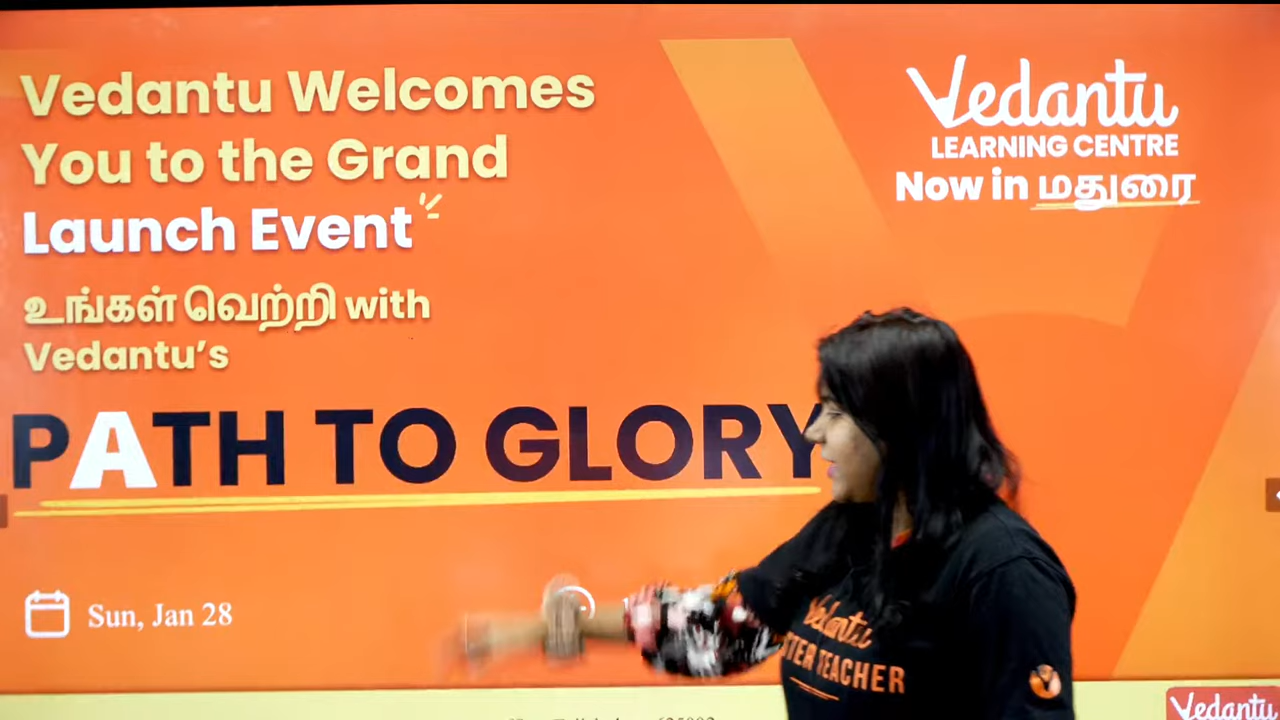 Vedantu Welcomes
You to the Grand
Launch Event
உங்கள் வெற்றி with
Vedantu's
PATH TO GLORY
Sun, Jan 28
Vedantu
LEARNING CENTRE
Now in மதுரை
Vedantu
TEACHER
Vedantu